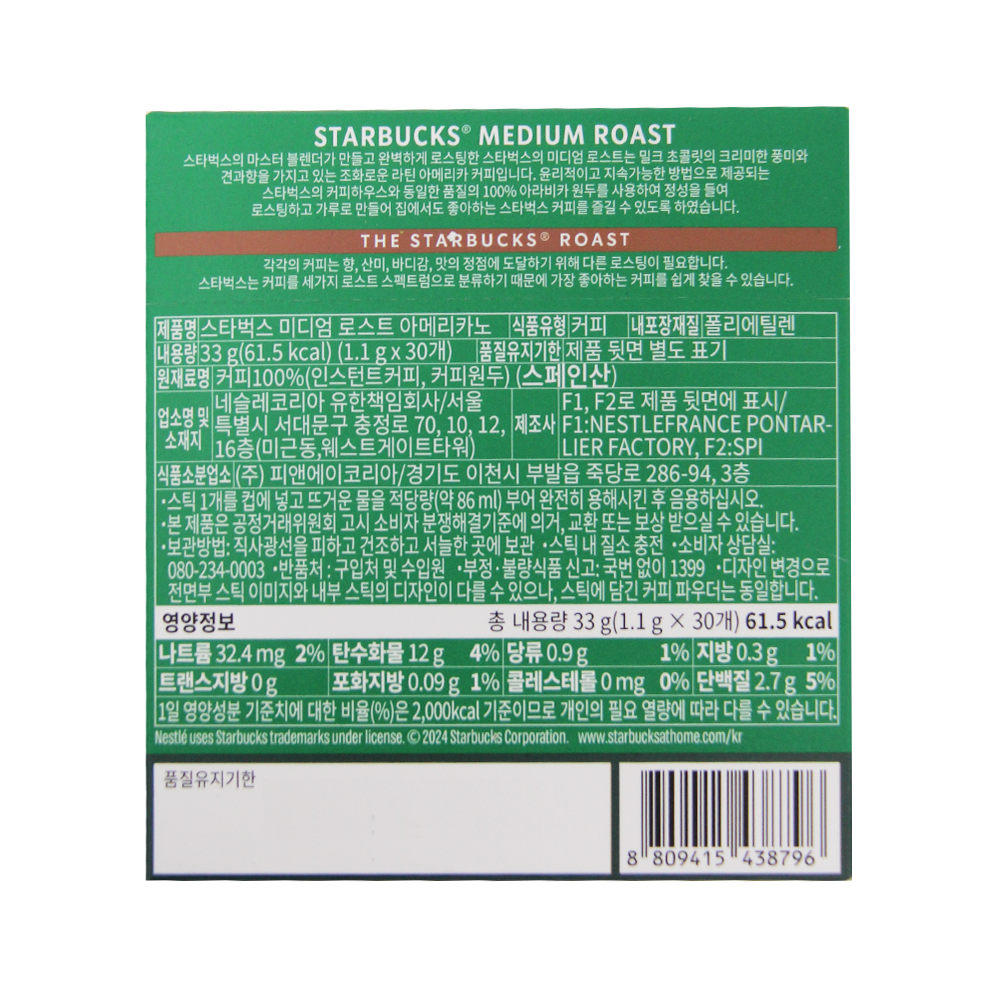 STARBUCKS® MEDIUM ROAST
스타벅스의 마스터 블렌더가 만들고 완벽하게 로스팅한 스타벅스의 미디엄 로스트는 밀크 초콜릿의 크리미한 풍미와
견과향을 가지고 있는 조화로운 라틴 아메리카 커피입니다. 윤리적이고 지속가능한 방법으로 제공되는
스타벅스의 커피하우스와 동일한 품질의 100% 아라비카 원두를 사용하여 정성을 들여
로스팅하고 가루로 만들어 집에서도 좋아하는 스타벅스 커피를 즐길 수 있도록 하였습니다.
THE STARBUCKS® ROAST
각각의 커피는 향, 산미, 바디감, 맛의 정점에 도달하기 위해 다른 로스팅이 필요합니다.
스타벅스는 커피를 세가지 로스트 스펙트럼으로 분류하기 때문에 가장 좋아하는 커피를 쉽게 찾을 수 있습니다.
제품명 스타벅스 미디엄 로스트 아메리카노 식품유형 커피 내포장재질 폴리에틸렌
내용량 33 g(61.5 kcal) (1.1 g x 30개) 품질유지기한 제품 뒷면 별도 표기
원재료명 커피100%(인스턴트커피, 커피원두) (스페인산)
업소명 및 소재지 네슬레코리아 유한책임회사/서울
특별시 서대문구 충정로 70, 10, 12,
16층(미근동,웨스트게이트타워)
제조사 F1, F2로 제품 뒷면에 표시/
F1:NESTLEFRANCE PONTAR-
LIER FACTORY, F2:SPI
식품소분업소 (주) 피앤에이코리아/경기도 이천시 부발읍 죽당로 286-94, 3층
•스틱 1개를 컵에 넣고 뜨거운 물을 적당량(약 86 ml) 부어 완전히 용해시킨 후 음용하십시오.
•본 제품은 공정거래위원회 고시 소비자 분쟁해결기준에 의거, 교환 또는 보상 받으실 수 있습니다.
•보관방법: 직사광선을 피하고 건조하고 서늘한 곳에 보관 •스틱 내 질소 충전 •소비자 상담실:
080-234-0003 •반품처 : 구입처 및 수입원 •부정·불량식품 신고: 국번 없이 1399 •디자인 변경으로
전면부 스틱 이미지와 내부 스틱의 디자인이 다를 수 있으나, 스틱에 담긴 커피 파우더는 동일합니다.
영양정보 총 내용량 33 g(1.1 g × 30개) 61.5 kcal
나트륨 32.4 mg 2% 탄수화물 12 g 4% 당류 0.9 g 1% 지방 0.3 g 1%
트랜스지방 0 g 포화지방 0.09 g 1% 콜레스테롤 0 mg 0% 단백질 2.7 g 5%
1일 영양성분 기준치에 대한 비율(%)은 2,000kcal 기준이므로 개인의 필요 열량에 따라 다를 수 있습니다.
Nestlé uses Starbucks trademarks under license. © 2024 Starbucks Corporation. www.starbucksathome.com/kr
품질유지기한
8 809415 438796